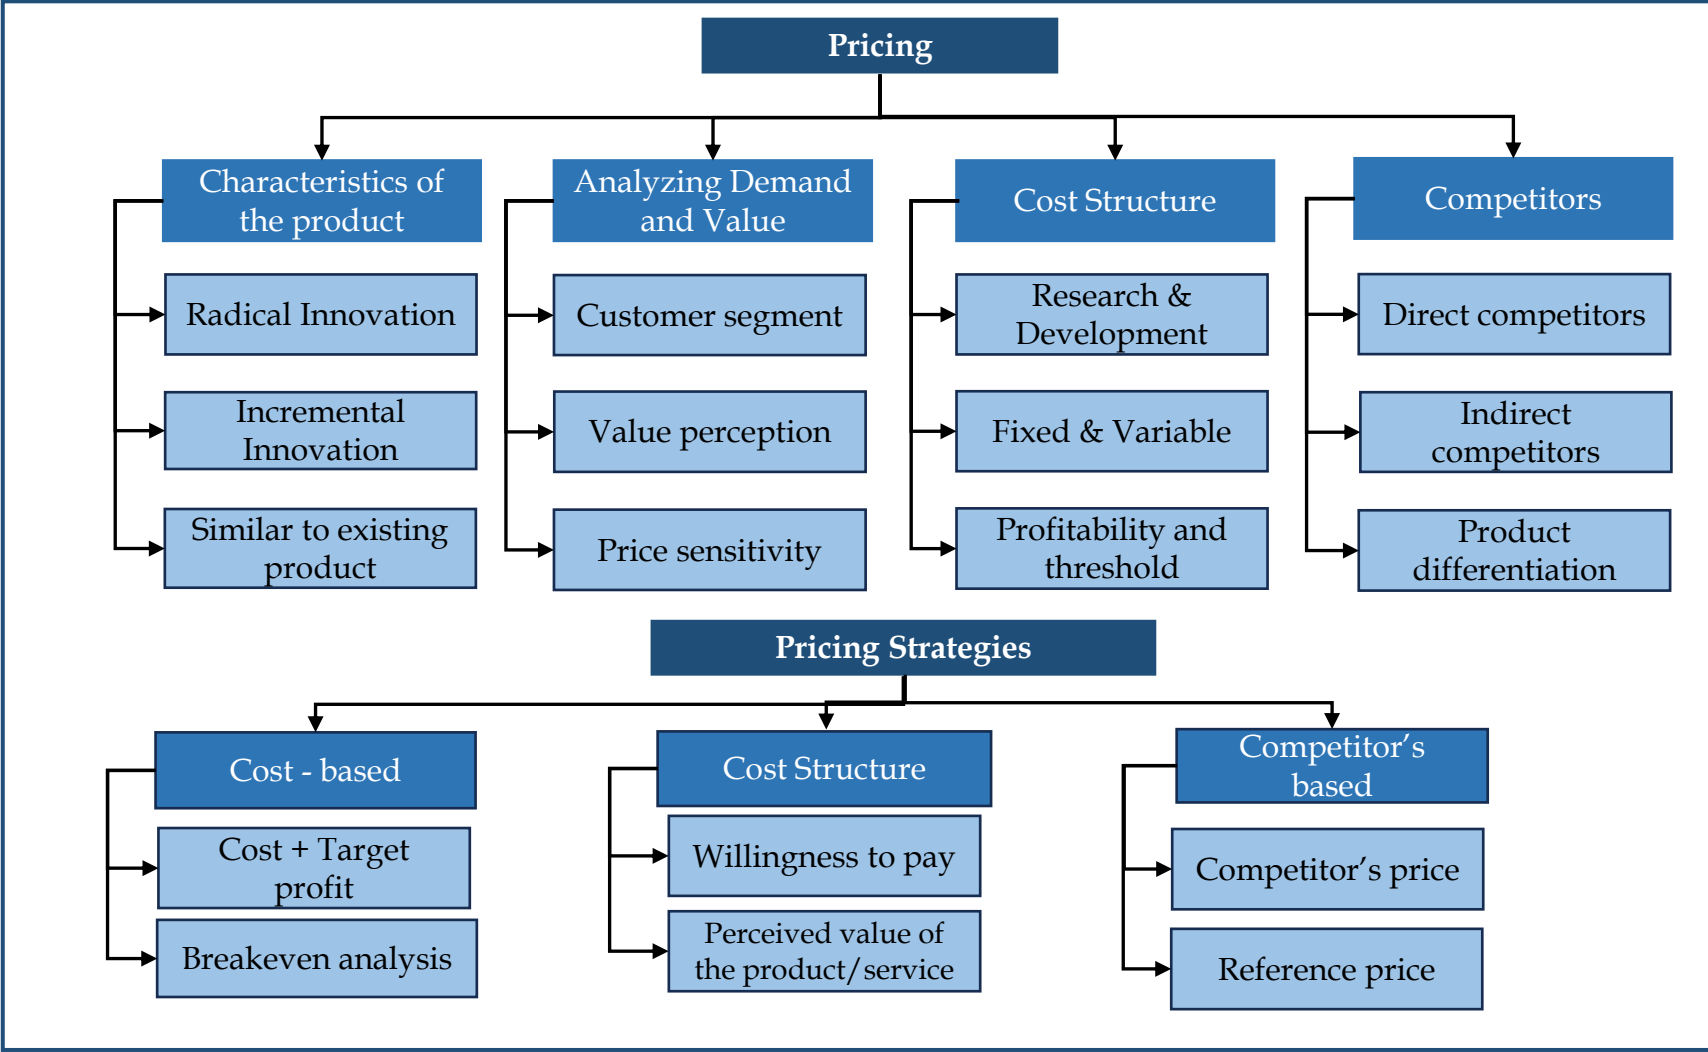 Pricing
Characteristics of
the product
Radical Innovation
Incremental
Innovation
Similar to existing
product
Analyzing Demand
and Value
Customer segment
Value perception
Price sensitivity
Cost Structure
Research &
Development
Fixed & Variable
Profitability and
threshold
Competitors
Direct competitors
Indirect
competitors
Product
differentiation
Pricing Strategies
Cost - based
Cost + Target
profit
Breakeven analysis
Cost Structure
Willingness to pay
Perceived value of
the product/service
Competitor’s
based
Competitor’s price
Reference price